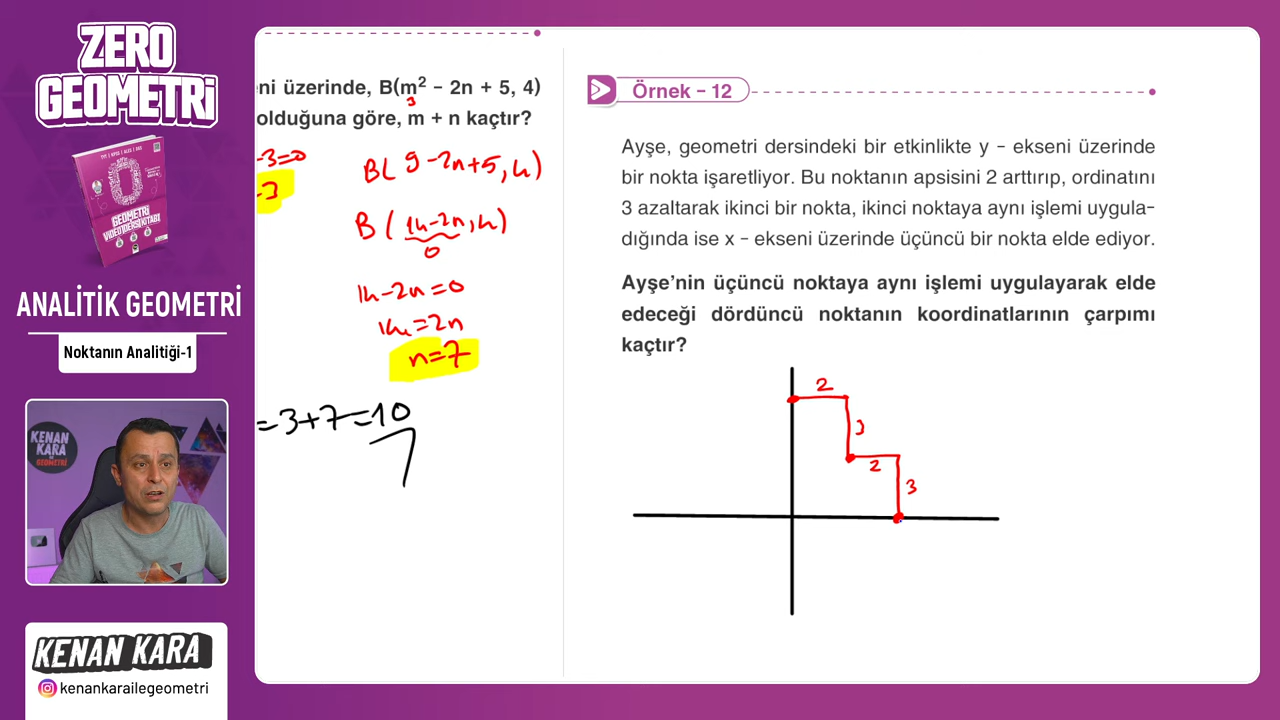 ZERO
GEOMETRİ
GEOMETRİ
VİDEO DERS KİTABI
ANALİTİK GEOMETRİ
Noktanın Analitiği-1
KENAN
KARA
GEOMETRİ
KENAN KARA
kenankarailegeometri
eni üzerinde, B(m² - 2n + 5, 4)
3
olduğuna göre, m + n kaçtır?
-3=0
-3
B( 9-2n+5, 4)
B ( 14-2n, 4)
0
14-2n=0
14=2n
n=7
=3+7=10
Örnek - 12
Ayşe, geometri dersindeki bir etkinlikte y - ekseni üzerinde
bir nokta işaretliyor. Bu noktanın apsisini 2 arttırıp, ordinatını
3 azaltarak ikinci bir nokta, ikinci noktaya aynı işlemi uygula-
dığında ise x - ekseni üzerinde üçüncü bir nokta elde ediyor.
Ayşe'nin üçüncü noktaya aynı işlemi uygulayarak elde
edeceği dördüncü noktanın koordinatlarının çarpımı
kaçtır?
2
3
2
3